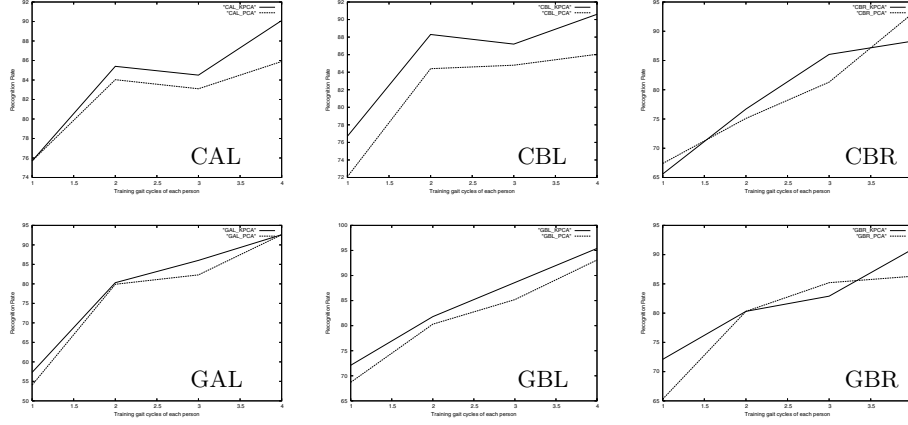 92
90
88
86
84
82
80
78
76
74
Recognition Rate
"CAL_KPCA"
"CAL_PCA"
CAL
1 1.5 2 2.5 3 3.5 4
Training gait cycles of each person
92
90
88
86
84
82
80
78
76
74
72
Recognition Rate
"CBL_KPCA"
"CBL_PCA"
CBL
1 1.5 2 2.5 3 3.5 4
Training gait cycles of each person
95
90
85
80
75
70
65
Recognition Rate
"CBR_KPCA"
"CBR_PCA"
CBR
1 1.5 2 2.5 3 3.5
Training gait cycles of each person
95
90
85
80
75
70
65
60
55
50
Recognition Rate
"GAL_KPCA"
"GAL_PCA"
GAL
1 1.5 2 2.5 3 3.5 4
Training gait cycles of each person
100
95
90
85
80
75
70
65
Recognition Rate
"GBL_KPCA"
"GBL_PCA"
GBL
1 1.5 2 2.5 3 3.5 4
Training gait cycles of each person
95
90
85
80
75
70
65
Recognition Rate
"GBR_KPCA"
"GBR_PCA"
GBR
1 1.5 2 2.5 3 3.5
Training gait cycles of each person